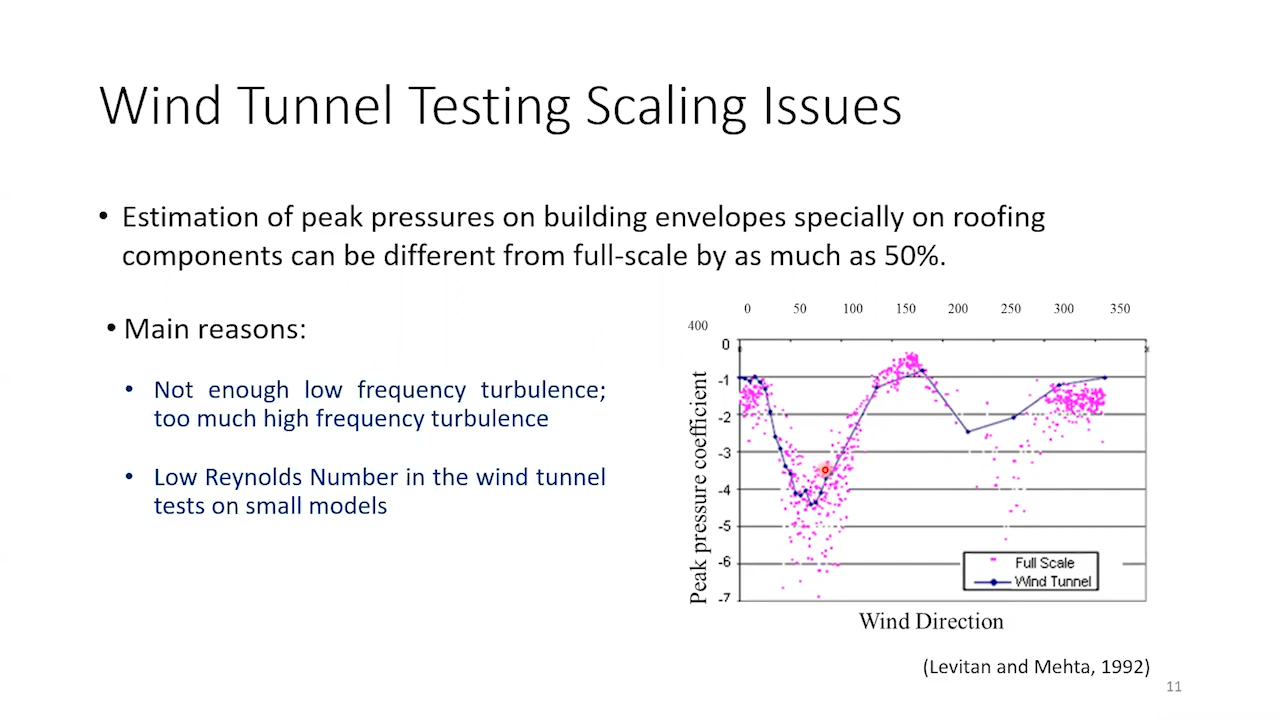 Wind Tunnel Testing Scaling Issues
• Estimation of peak pressures on building envelopes specially on roofing
components can be different from full-scale by as much as 50%.
• Main reasons:
• Not enough low frequency turbulence;
too much high frequency turbulence
• Low Reynolds Number in the wind tunnel
tests on small models
0 50 100 150 200 250 300 350
400
0
-1
-2
-3
-4
-5
-6
-7
Peak pressure coefficient
Full Scale
Wind Tunnel
Wind Direction
(Levitan and Mehta, 1992)
11